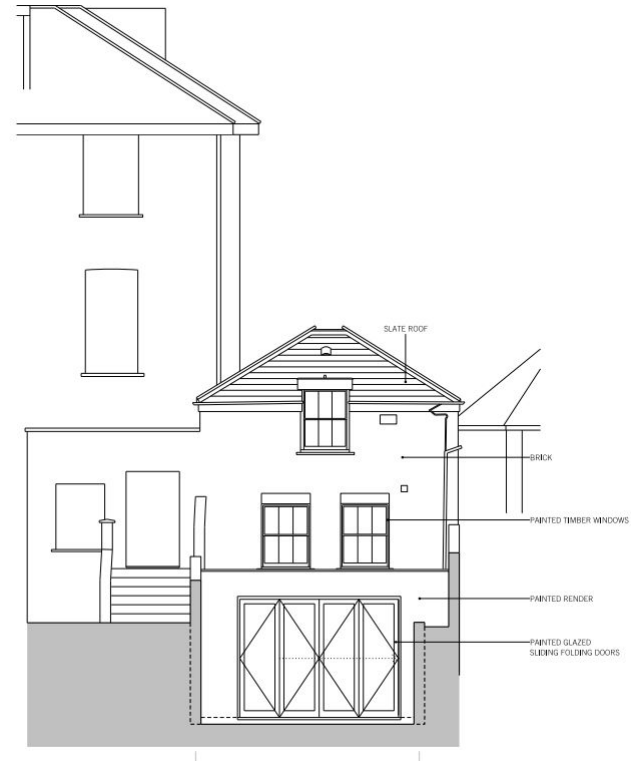 SLATE ROOF
BRICK
PAINTED TIMBER WINDOWS
PAINTED RENDER
PAINTED GLAZED
SLIDING FOLDING DOORS